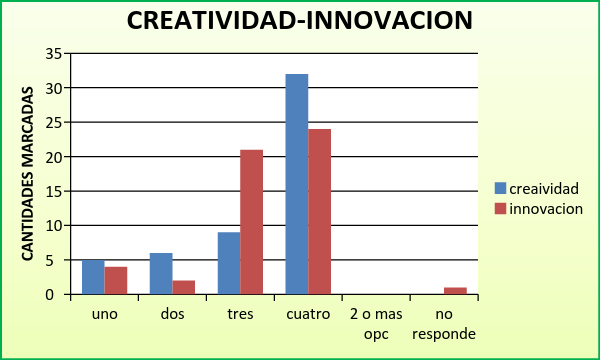 CREATIVIDAD-INNOVACION
CANTIDADES MARCADAS
35
30
25
20
15
10
5
0
uno dos tres cuatro 2 o mas opc no responde
creaividad
innovacion